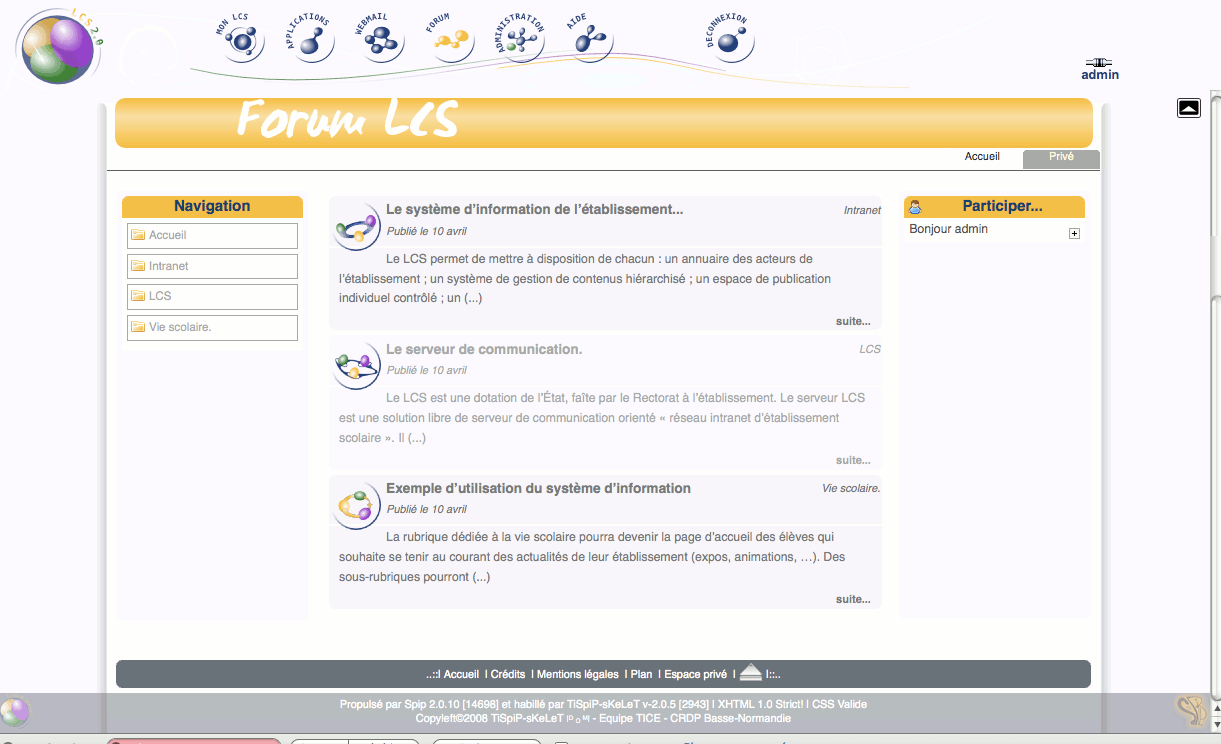 LCS 2.0
MON LCS
APPLICATIONS
WEBMAIL
FORUM
ADMINISTRATION
AIDE
DECONNEXION
admin
Forum LCS
Accueil
Privé
Navigation
Accueil
Intranet
LCS
Vie scolaire.
Le système d’information de l’établissement...
Intranet
Publié le 10 avril
Le LCS permet de mettre à disposition de chacun : un annuaire des acteurs de
l’établissement ; un système de gestion de contenus hiérarchisé ; un espace de publication
individuel contrôlé ; un (...)
suite...
Le serveur de communication.
LCS
Publié le 10 avril
Le LCS est une dotation de l’État, faîte par le Rectorat à l’établissement. Le serveur LCS
est une solution libre de serveur de communication orienté « réseau intranet d’établissement
scolaire ». Il (...)
suite...
Exemple d’utilisation du système d’information
Vie scolaire.
Publié le 10 avril
La rubrique dédiée à la vie scolaire pourra devenir la page d’accueil des élèves qui
souhaite se tenir au courant des actualités de leur établissement (expos, animations, …). Des
sous-rubriques pourront (...)
suite...
Participer...
Bonjour admin
..::I Accueil I Crédits I Mentions légales I Plan I Espace privé I I::..
Propulsé par Spip 2.0.10 [14698] et habillé par TiSpiP-sKeLeT v-2.0.5 [2943] I XHTML 1.0 Strict! I CSS Valide
Copyleft©2006 TiSpiP-sKeLeT - Equipe TICE - CRDP Basse-Normandie